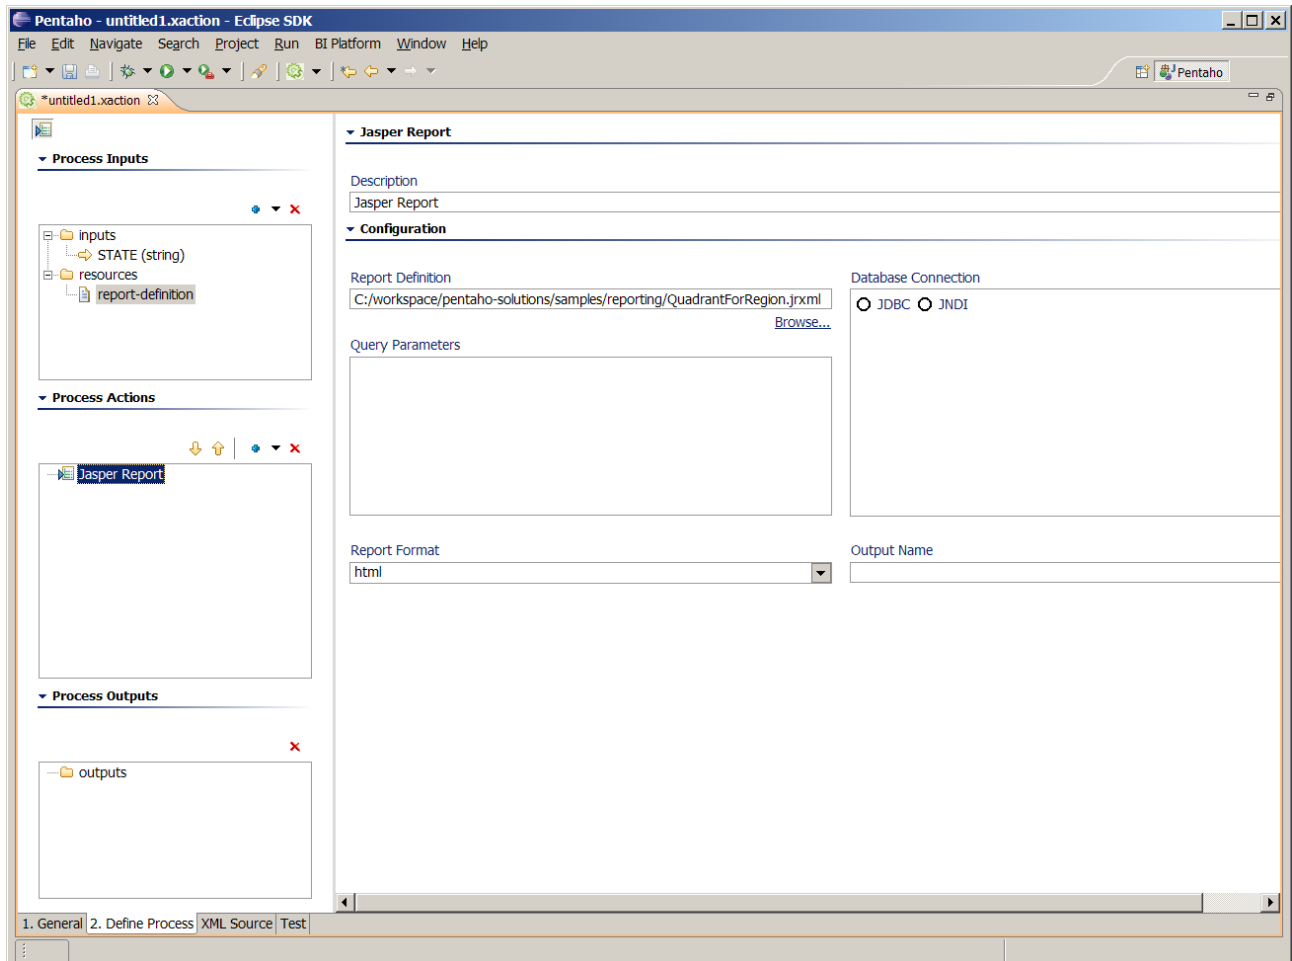 Pentaho - untitled1.xaction - Eclipse SDK
File Edit Navigate Search Project Run BI Platform Window Help
Pentaho
*untitled1.xaction
Process Inputs
inputs
STATE (string)
resources
report-definition
Process Actions
Jasper Report
Process Outputs
outputs
Jasper Report
Description
Jasper Report
Configuration
Report Definition
C:/workspace/pentaho-solutions/samples/reporting/QuadrantForRegion.jrxml
Browse...
Query Parameters
Database Connection
JDBC JNDI
Report Format
html
Output Name
1. General 2. Define Process XML Source Test